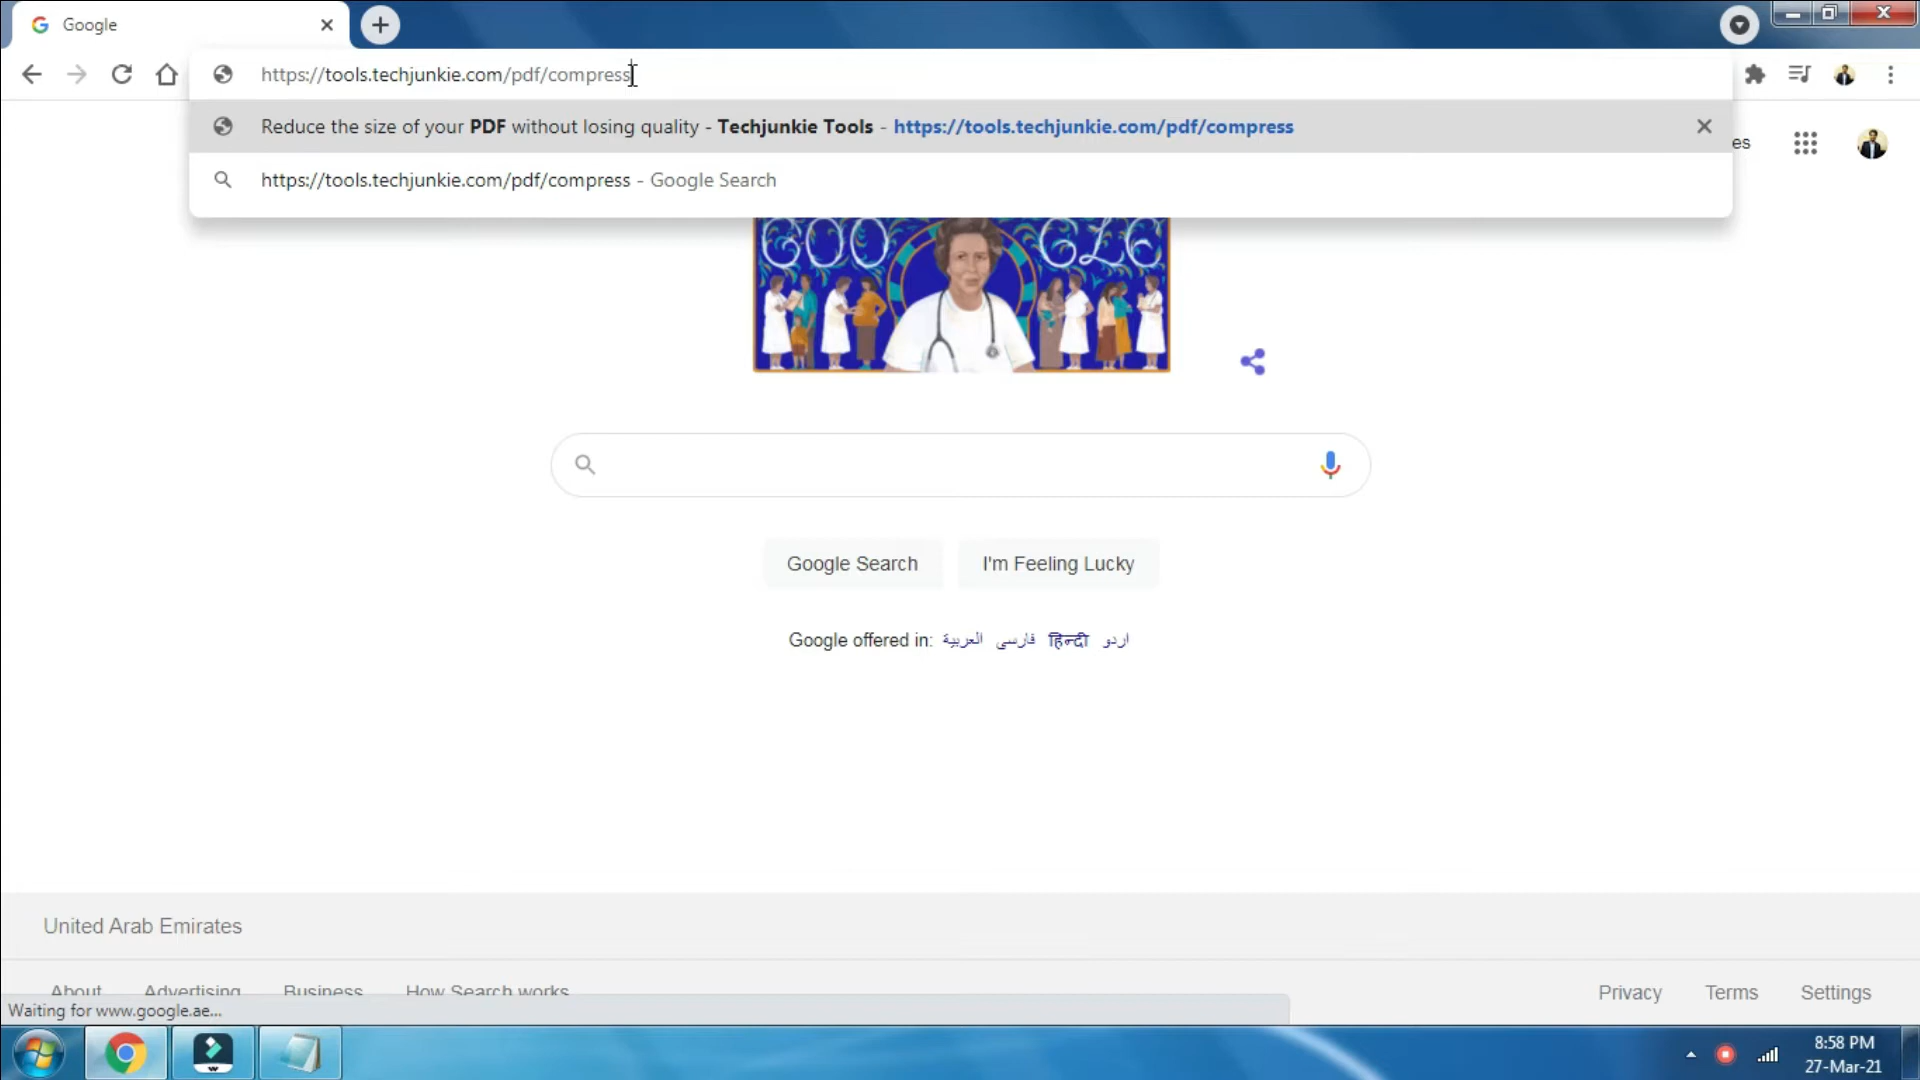 Google
https://tools.techjunkie.com/pdf/compress
Reduce the size of your PDF without losing quality - Techjunkie Tools - https://tools.techjunkie.com/pdf/compress
https://tools.techjunkie.com/pdf/compress - Google Search
es
GOO GLE
Google Search
I'm Feeling Lucky
Google offered in: العربية فارسی हिन्दी اردو
United Arab Emirates
About Advertising Business How Search works
Privacy Terms Settings
Waiting for www.google.ae...
8:58 PM
27-Mar-21